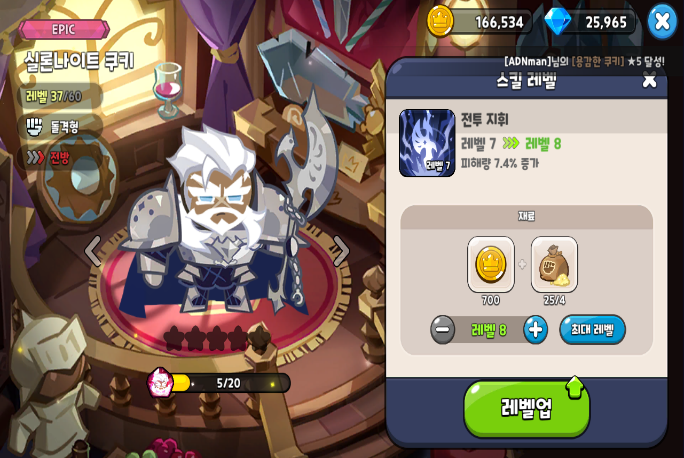 EPIC
실론나이트 쿠키
레벨 37/60
돌격형
전방
166,534
25,965
[ADNman]님의 [용감한 쿠키] ★5 달성!
스킬 레벨
전투 지휘
레벨 7
레벨 7 레벨 8
피해량 7.4% 증가
재료
+
700 25/4
레벨 8
최대 레벨
5/20
레벨업